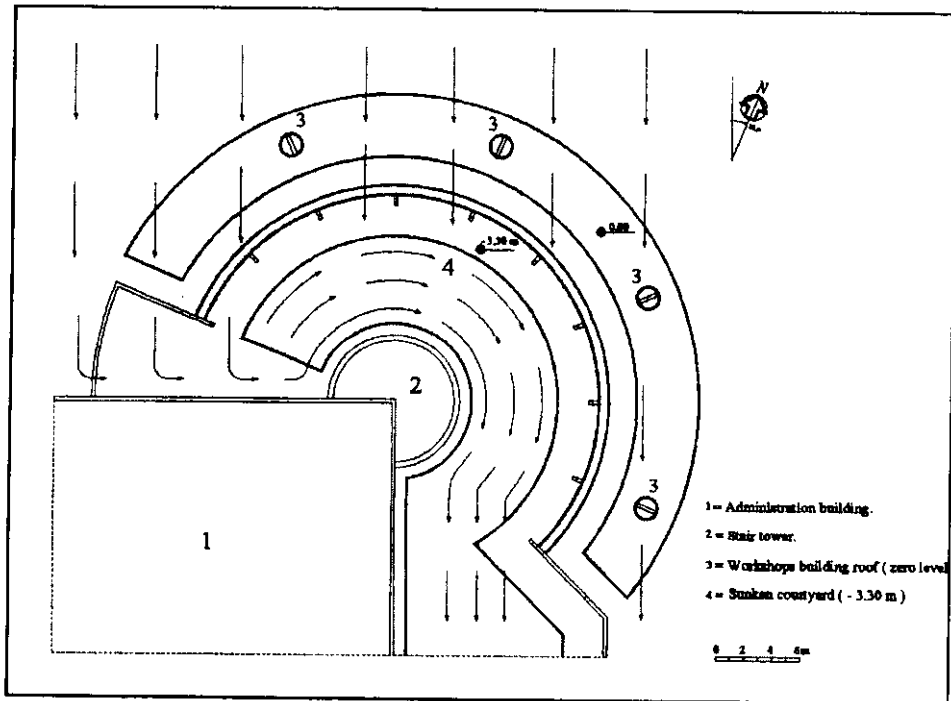 3
3
N
0.00
- 3.30 m
4
3
2
3
1
1 = Administration building.
2 = Stair tower.
3 = Workshops building roof ( zero level
4 = Sunken courtyard ( - 3.30 m )
0 2 4 6m